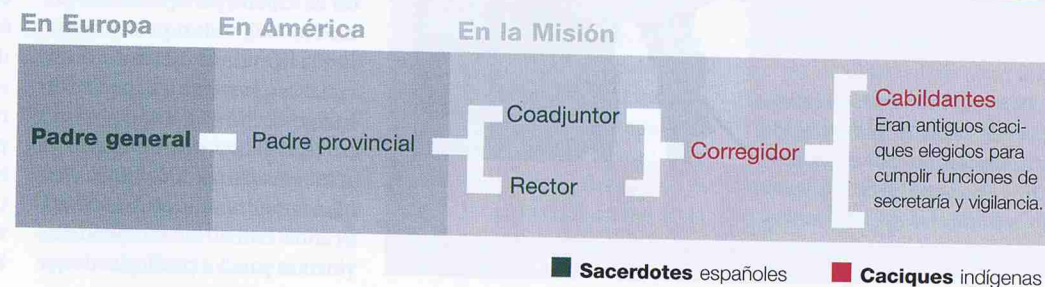 En Europa
En América
En la Misión
Padre general
Padre provincial
Coadjuntor
Rector
Corregidor
Cabildantes
Eran antiguos caci-
ques elegidos para
cumplir funciones de
secretaría y vigilancia.
Sacerdotes españoles
Caciques indígenas